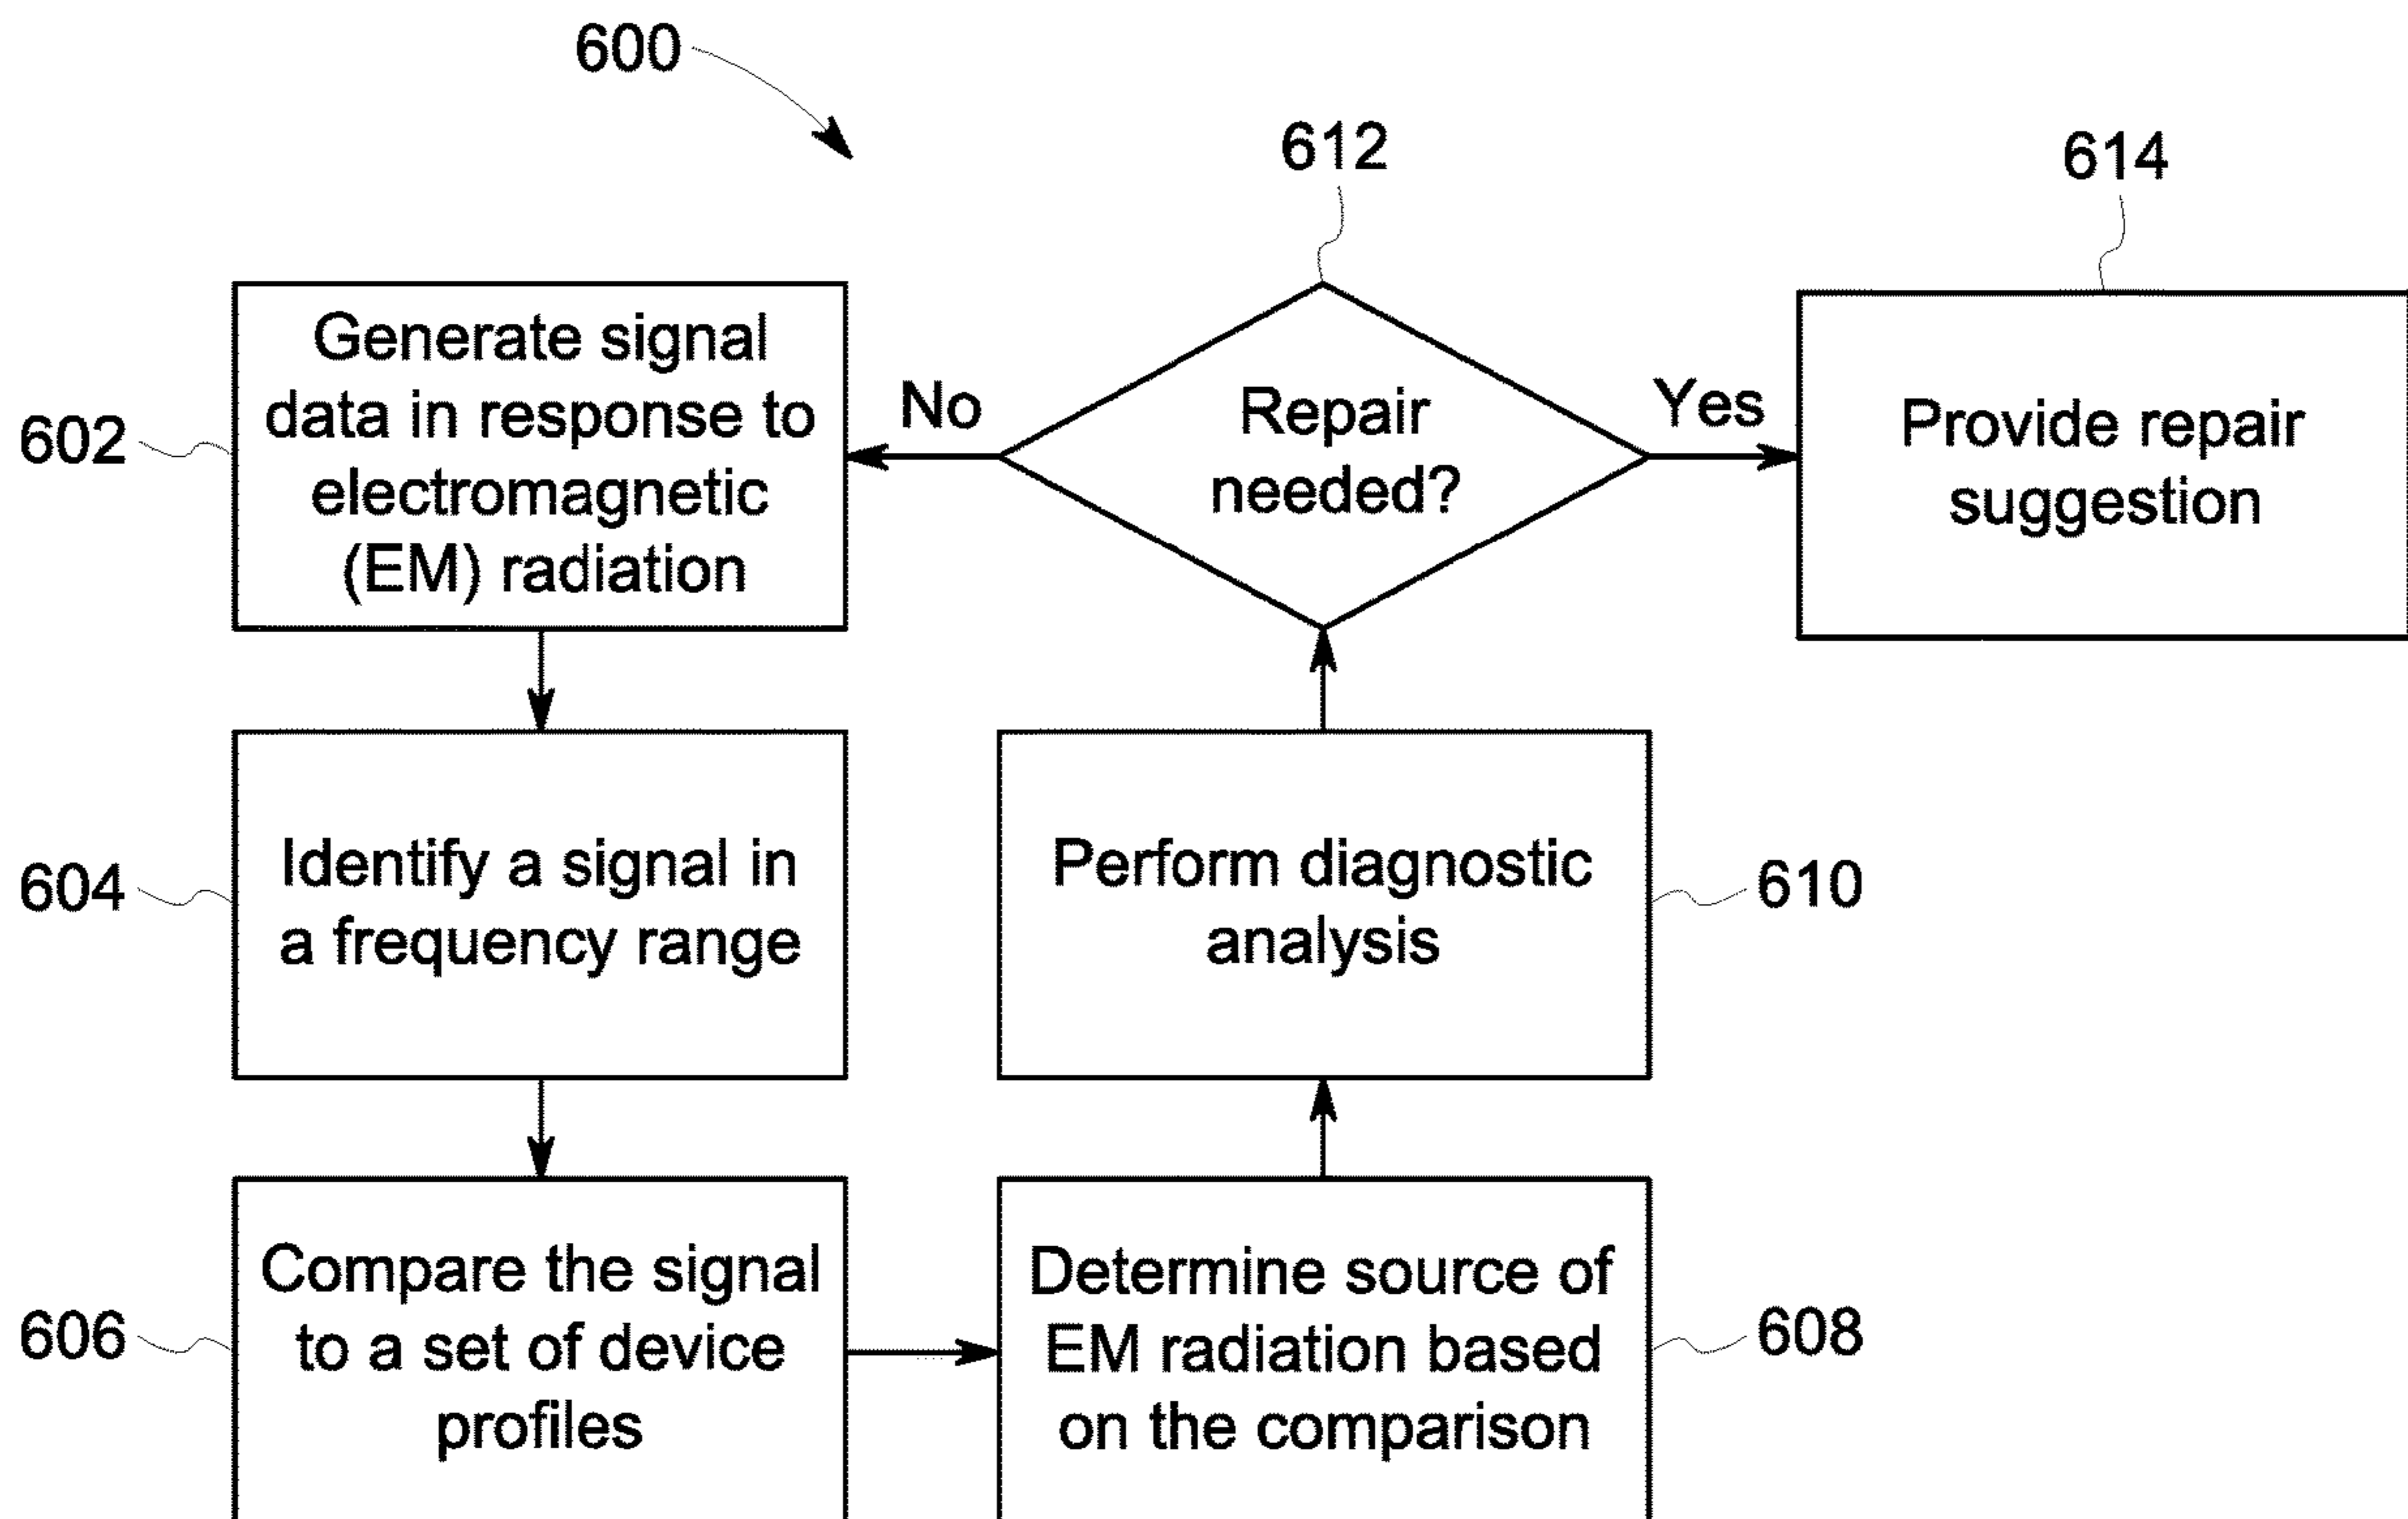 600
612
614
602
Generate signal
data in response to
electromagnetic
(EM) radiation
No
Repair
needed?
Yes
Provide repair
suggestion
604
Identify a signal in
a frequency range
Perform diagnostic
analysis
610
606
Compare the signal
to a set of device
profiles
Determine source of
EM radiation based
on the comparison
608